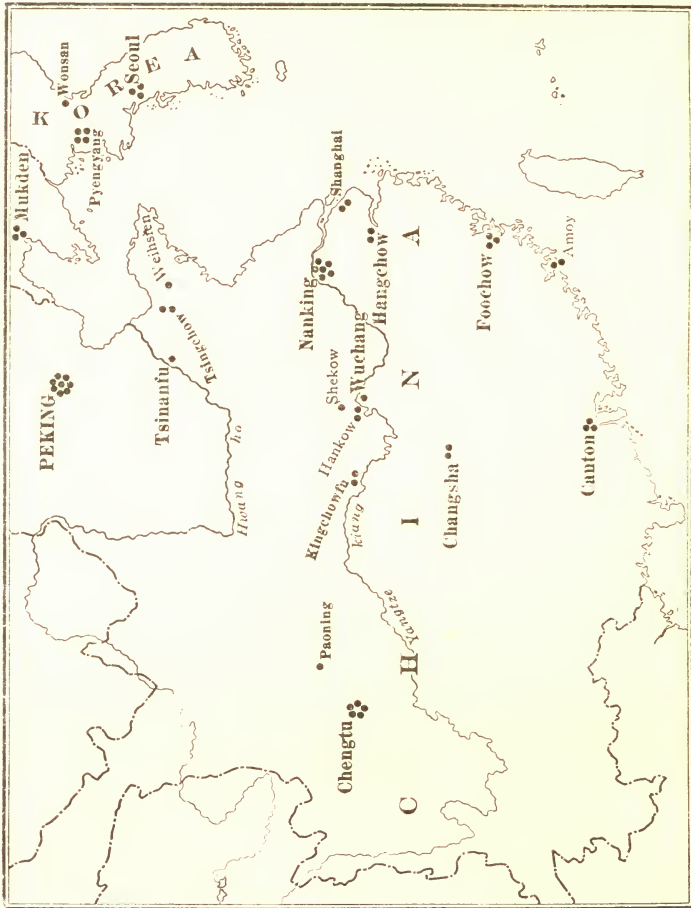 KOREA
Wonsan
Seoul
Pyengyang
Mukden
PEKING
Weihsien
Tsingchow
Tsinanfu
Hwang ho
Shanghai
Nanking
Hangchow
Shekow
Wuchang
Hankow
Kingchowfu
Yangtze kiang
Foochow
Amoy
Changsha
Canton
Paoning
Chengtu
CHINA